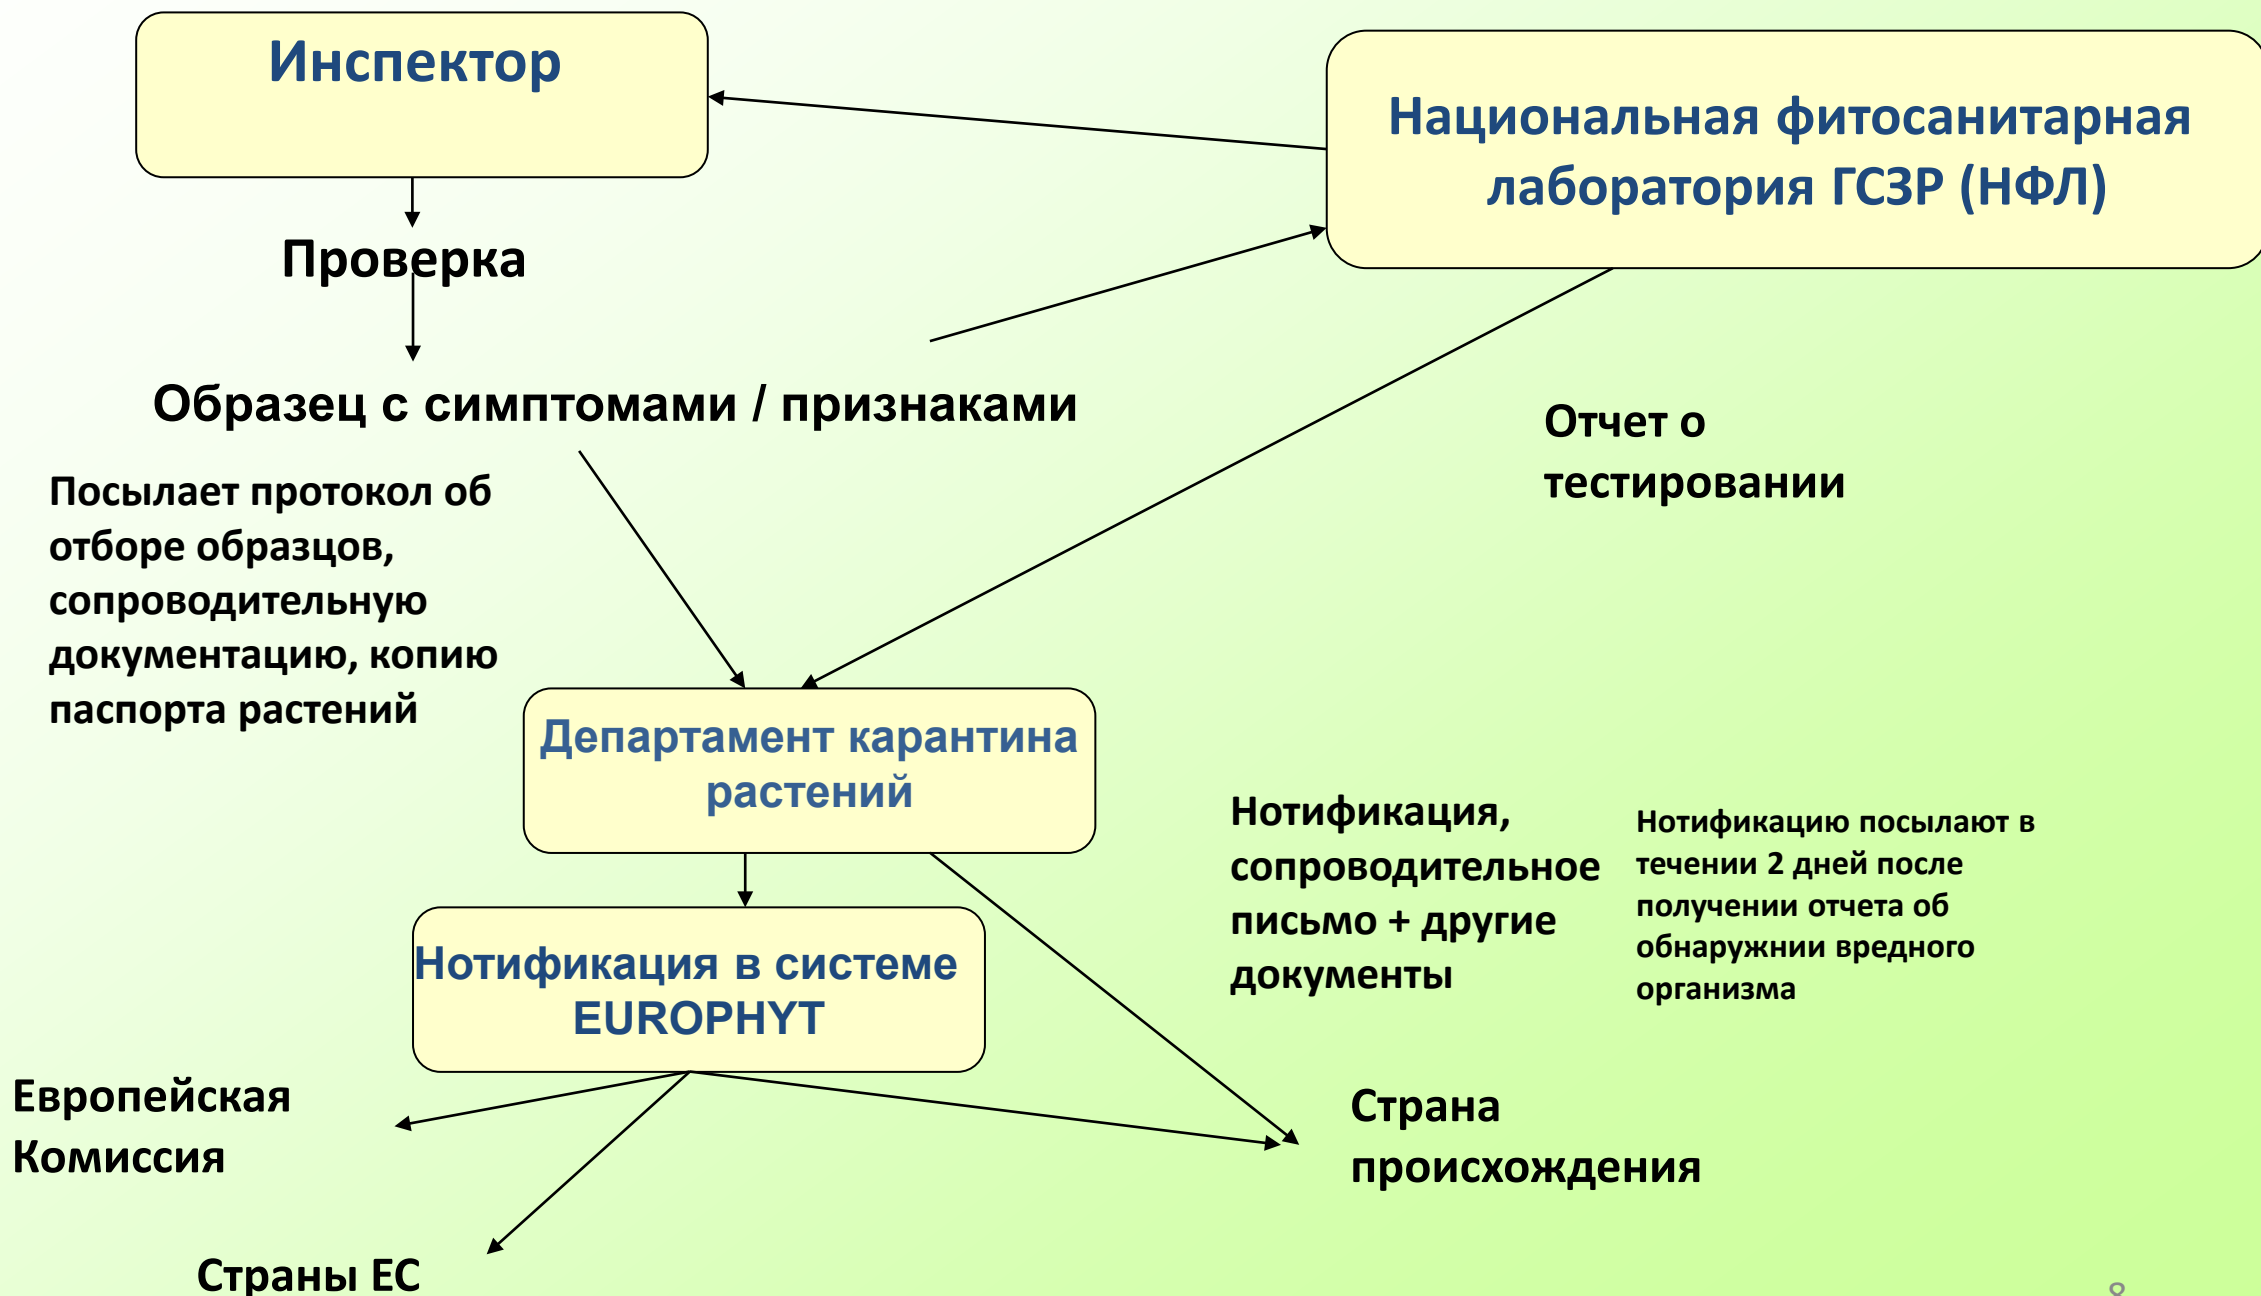 Инспектор
Национальная фитосанитарная
лаборатория ГСЗР (НФЛ)
Проверка
Образец с симптомами / признаками
Отчет о
тестировании
Посылает протокол об
отборе образцов,
сопроводительную
документацию, копию
паспорта растений
Департамент карантина
растений
Нотификация,
сопроводительное
письмо + другие
документы
Нотификацию посылают в
течении 2 дней после
получении отчета об
обнаружнии вредного
организма
Нотификация в системе
EUROPHYT
Европейская
Комиссия
Страна
происхождения
Страны ЕС
8